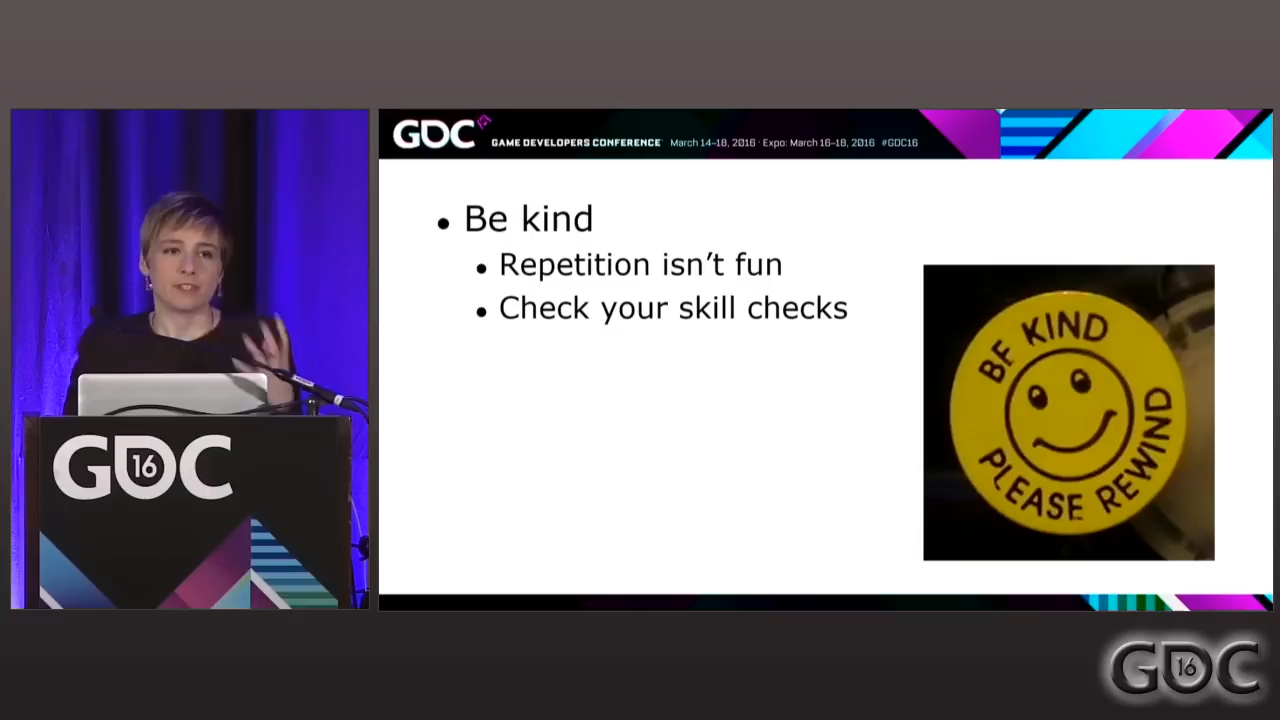 GDC
GAME DEVELOPERS CONFERENCE March 14-18, 2016 · Expo: March 16-18, 2016 #GDC16
• Be kind
• Repetition isn't fun
• Check your skill checks
BE KIND
PLEASE REWIND
GDC
16
GDC
16